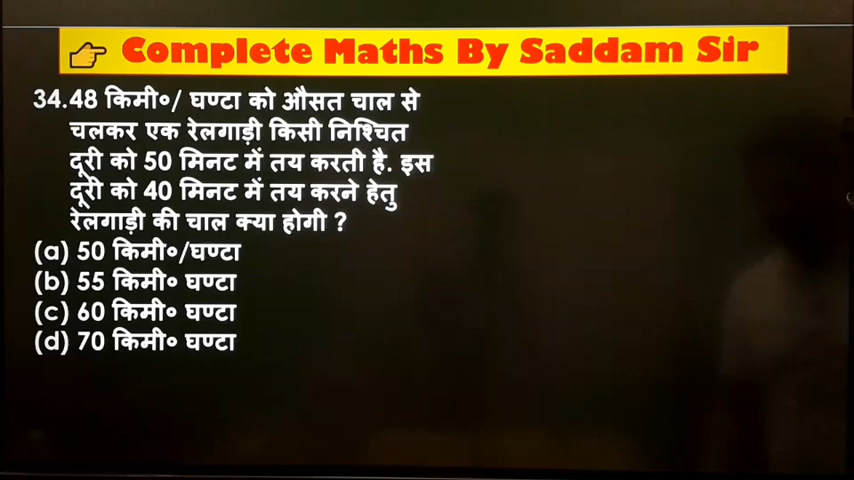 Complete Maths By Saddam Sir
34.48 किमी०/ घण्टा को औसत चाल से
चलकर एक रेलगाड़ी किसी निश्चित
दूरी को 50 मिनट में तय करती है. इस
दूरी को 40 मिनट में तय करने हेतु
रेलगाड़ी की चाल क्या होगी ?
(a) 50 किमी०/घण्टा
(b) 55 किमी० घण्टा
(c) 60 किमी० घण्टा
(d) 70 किमी० घण्टा